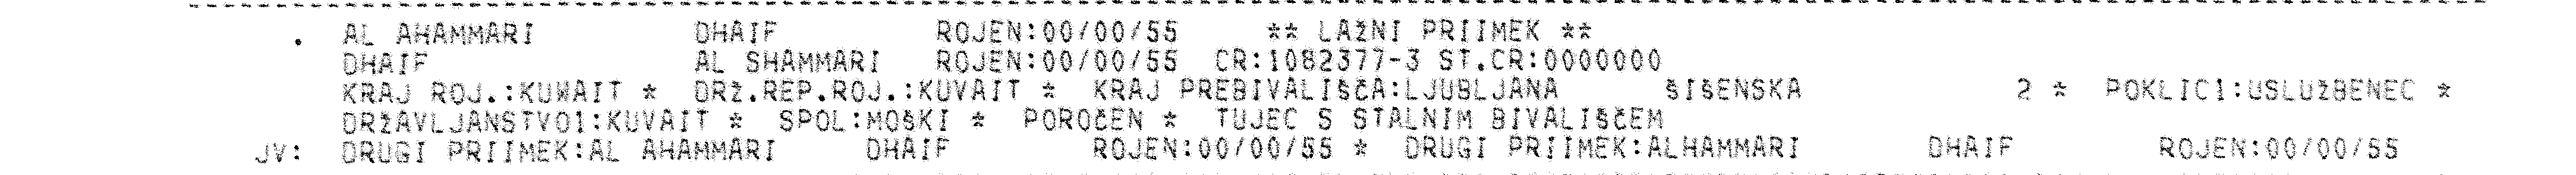 . AL AHAMMARI DHAIF ROJEN:00/00/55 ** LAŽNI PRIIMEK **
DHAIF AL SHAMMARI ROJEN:00/00/55 CR:1082377-3 ST.CR:0000000
KRAJ ROJ.:KUWAIT * DRŽ.REP.ROJ.:KUVAIT * KRAJ PREBIVALIŠČA:LJUBLJANA ŠIŠENSKA 2 * POKLIC1:USLUŽBENEC *
DRŽAVLJANSTVO1:KUVAIT * SPOL:MOŠKI * POROČEN * TUJEC S STALNIM BIVALIŠČEM
JV: DRUGI PRIIMEK:AL AHAMMARI DHAIF ROJEN:00/00/55 * DRUGI PRIIMEK:ALHAMMARI DHAIF ROJEN:00/00/55